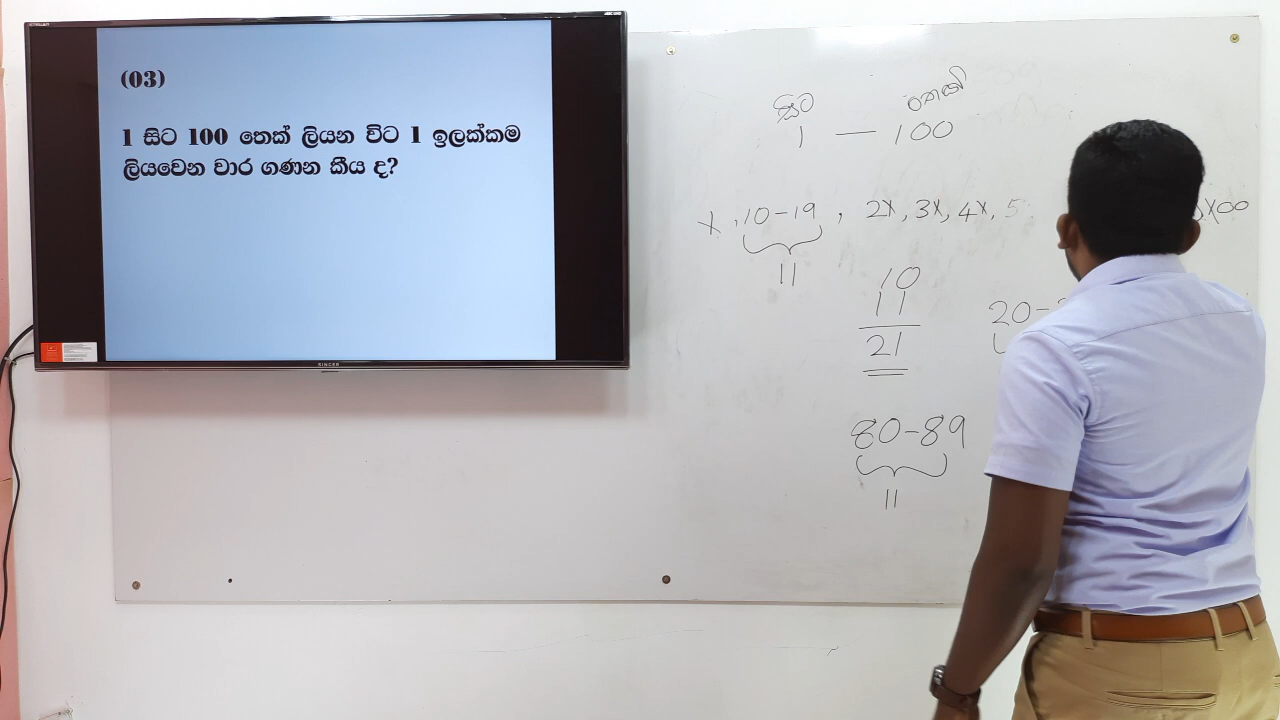 (03)
1 සිට 100 තෙක් ලියන විට 1 ඉලක්කම
ලියවෙන වාර ගණන කීය ද?
SINGER
සිට තෙක්
1 — 100
10-19 , 2X, 3X, 4X, 5
11
10
11
21
20-
80-89
11